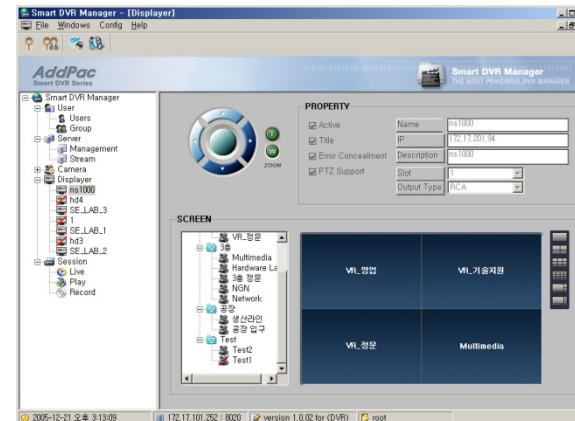 Smart DVR Manager - [Displayer]
File Windows Config Help
AddPac
Smart DVR Series
Smart DVR Manager
THE MOST POWERFUL DVR MANAGER
Smart DVR Manager
User
Users
Group
Server
Management
Stream
Camera
Displayer
ns1000
hd4
SE_LAB_3
1
SE_LAB_1
hd3
SE_LAB_2
Session
Live
Play
Record
T
W
ZOOM
PROPERTY
Active
Title
Error Concealment
PTZ Support
Name ns1000
IP 172,17,201,94
Description ns1000
Slot 1
Output Type RCA
SCREEN
VR_정문
3층
Multimedia
Hardware La
3층 정문
NGN
Network
공장
생산라인
공장 입구
Test
Test2
Test1
VR_영업
VR_기술지원
VR_정문
Multimedia
2005-12-21 오후 3:13:09
172.17.101.252 : 8020
version 1.0.02 for (DVR)
root